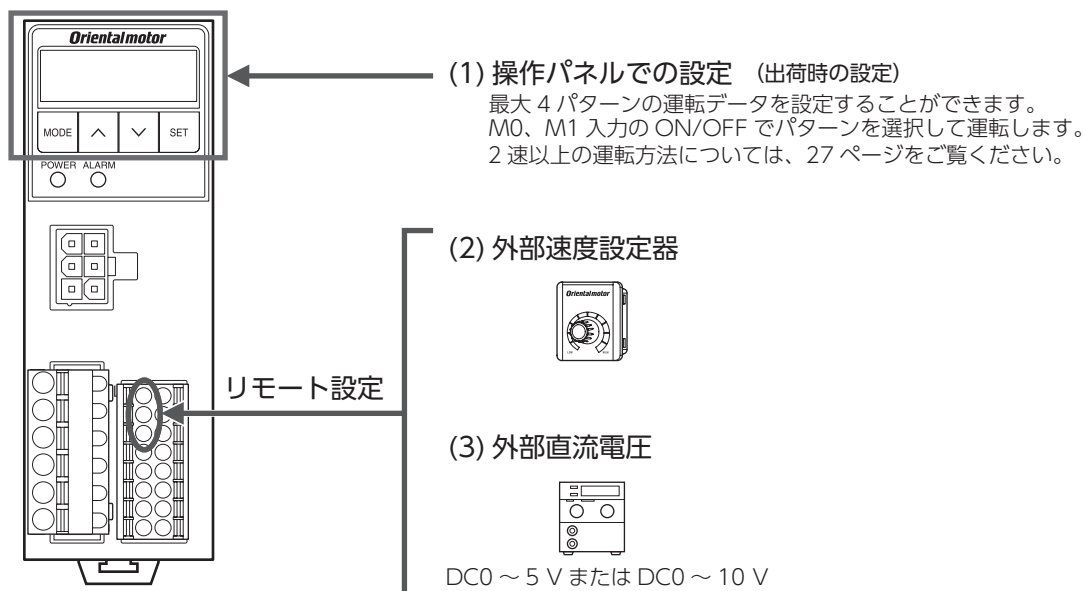 Orientalmotor
MODE SET
POWER ALARM
(1) 操作パネルでの設定 (出荷時の設定)
最大 4 パターンの運転データを設定することができます。
M0、M1 入力の ON/OFF でパターンを選択して運転します。
2 速以上の運転方法については、27 ページをご覧ください。
リモート設定
(2) 外部速度設定器
Orientalmotor
(3) 外部直流電圧
DC0 ～ 5 V または DC0 ～ 10 V